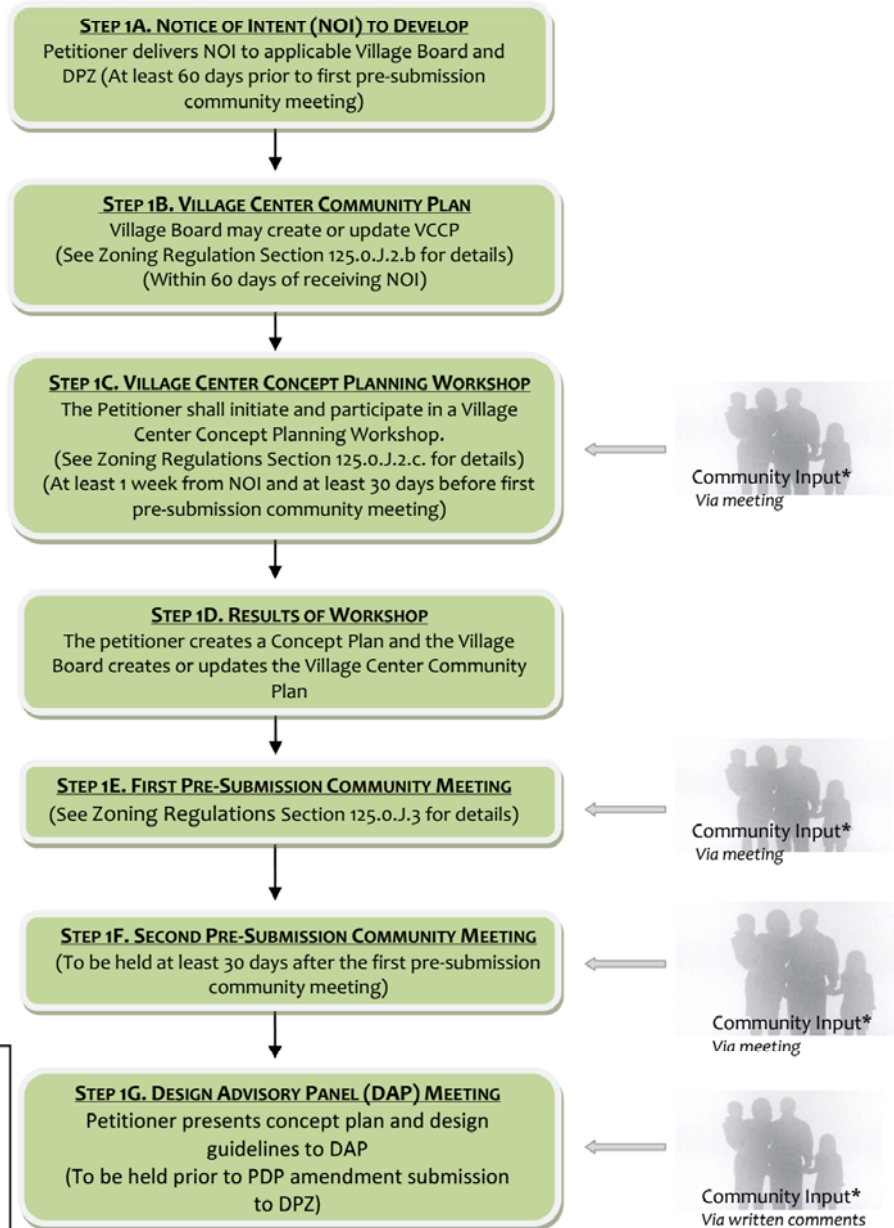 STEP 1A. NOTICE OF INTENT (NOI) TO DEVELOP
Petitioner delivers NOI to applicable Village Board and
DPZ (At least 60 days prior to first pre-submission
community meeting)
STEP 1B. VILLAGE CENTER COMMUNITY PLAN
Village Board may create or update VCCP
(See Zoning Regulation Section 125.0.J.2.b for details)
(Within 60 days of receiving NOI)
STEP 1C. VILLAGE CENTER CONCEPT PLANNING WORKSHOP
The Petitioner shall initiate and participate in a Village
Center Concept Planning Workshop.
(See Zoning Regulations Section 125.0.J.2.c. for details)
(At least 1 week from NOI and at least 30 days before first
pre-submission community meeting)
Community Input*
Via meeting
STEP 1D. RESULTS OF WORKSHOP
The petitioner creates a Concept Plan and the Village
Board creates or updates the Village Center Community
Plan
STEP 1E. FIRST PRE-SUBMISSION COMMUNITY MEETING
(See Zoning Regulations Section 125.0.J.3 for details)
Community Input*
Via meeting
STEP 1F. SECOND PRE-SUBMISSION COMMUNITY MEETING
(To be held at least 30 days after the first pre-submission
community meeting)
Community Input*
Via meeting
STEP 1G. DESIGN ADVISORY PANEL (DAP) MEETING
Petitioner presents concept plan and design
guidelines to DAP
(To be held prior to PDP amendment submission
to DPZ)
Community Input*
Via written comments